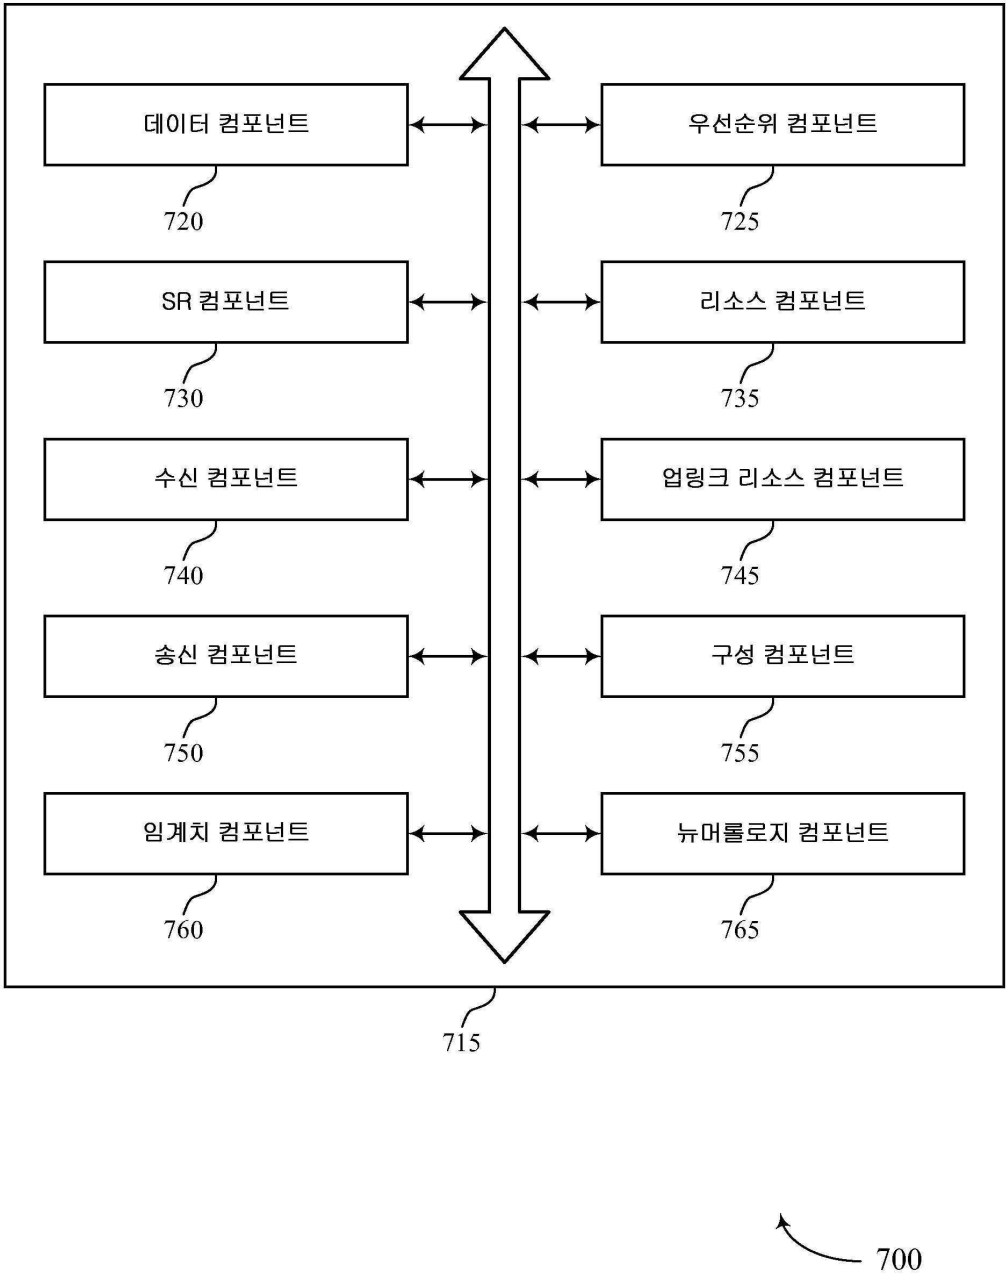 데이터 컴포넌트
우선순위 컴포넌트
720
725
SR 컴포넌트
리소스 컴포넌트
730
735
수신 컴포넌트
업링크 리소스 컴포넌트
740
745
송신 컴포넌트
구성 컴포넌트
750
755
임계치 컴포넌트
뉴머롤로지 컴포넌트
760
765
715
700